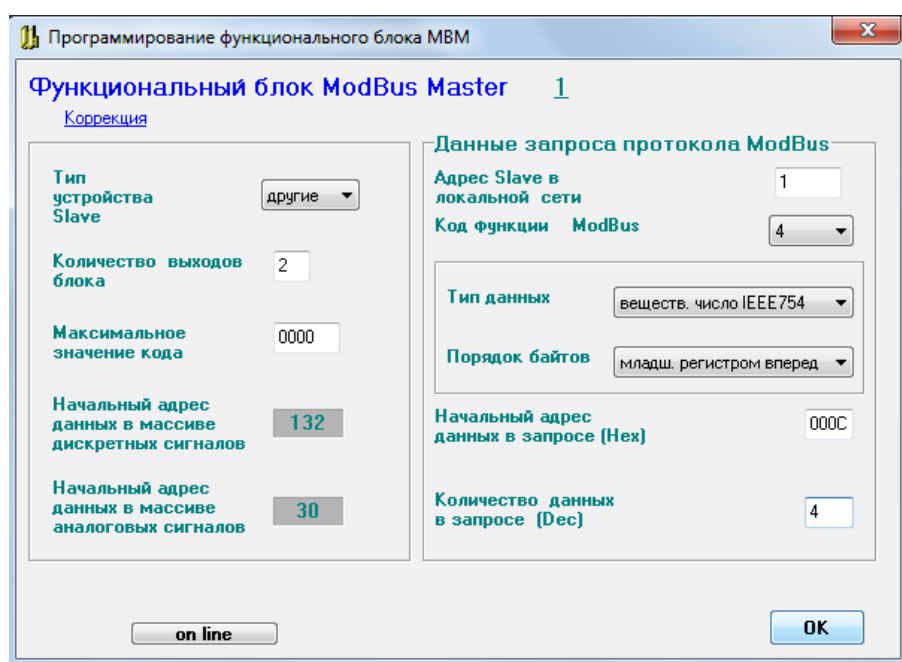 Программирование функционального блока МВМ
x
Функциональный блок ModBus Master 1
Коррекция
Тип
устройства
Slave
другие
Количество выходов
блока
2
Максимальное
значение кода
0000
Начальный адрес
данных в массиве
дискретных сигналов
132
Начальный адрес
данных в массиве
аналоговых сигналов
30
Данные запроса протокола ModBus
Адрес Slave в
локальной сети
1
Код функции ModBus
4
Тип данных
веществ. число IEEE754
Порядок байтов
младш. регистром вперед
Начальный адрес
данных в запросе (Hex)
000C
Количество данных
в запросе (Dec)
4
on line
OK